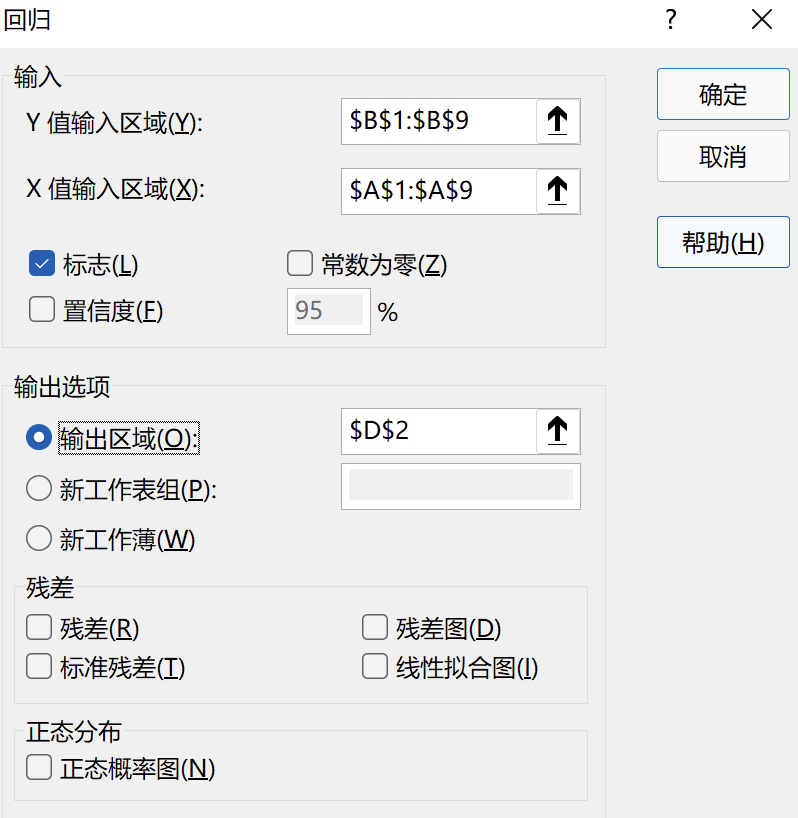 回归 ?
输入
确定
Y 值输入区域(Y): $B$1:$B$9
取消
X 值输入区域(X): $A$1:$A$9
帮助(H)
标志(L) 常数为零(Z)
置信度(F) 95 %
输出选项
输出区域(O): $D$2
新工作表组(P):
新工作薄(W)
残差
残差(R) 残差图(D)
标准残差(T) 线性拟合图(I)
正态分布
正态概率图(N)